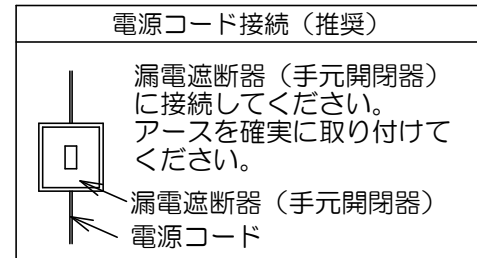 電源コード接続（推奨）
漏電遮断器（手元開閉器）
に接続してください。
アースを確実に取り付けて
ください。
漏電遮断器（手元開閉器）
電源コード